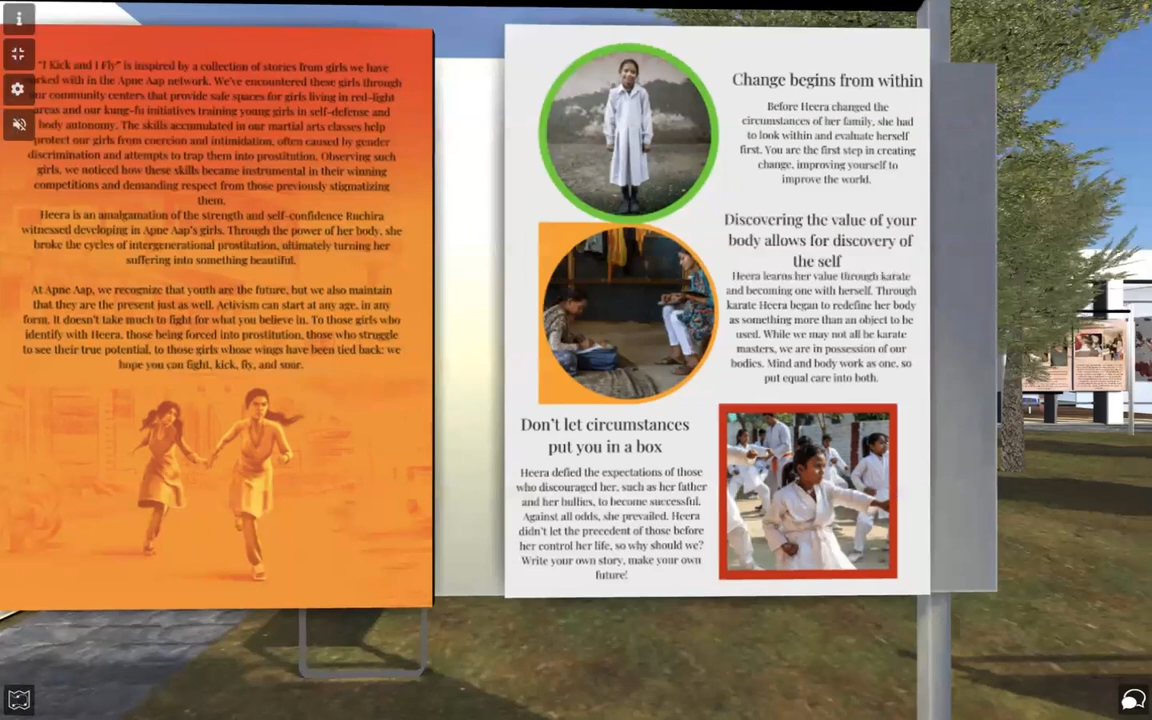 "I Kick and I Fly" is inspired by a collection of stories from girls we have
worked with in the Apne Aap network. We've encountered these girls through
our community centers that provide safe spaces for girls living in red-light
areas and our kung-fu initiatives training young girls in self-defense and
body autonomy. The skills accumulated in our martial arts classes help
protect our girls from coercion and intimidation, often caused by gender
discrimination and attempts to trap them into prostitution. Observing such
girls, we noticed how these skills became instrumental in their winning
competitions and demanding respect from those previously stigmatizing
them.
Heera is an amalgamation of the strength and self-confidence Ruchira
witnessed developing in Apne Aap's girls. Through the power of her body, she
broke the cycles of intergenerational prostitution, ultimately turning her
suffering into something beautiful.
At Apne Aap, we recognize that youth are the future, but we also maintain
that they are the present just as well. Activism can start at any age, in any
form. It doesn't take much to fight for what you believe in. To those girls who
identify with Heera, those being forced into prostitution, those who struggle
to see their true potential, to those girls whose wings have been tied back: we
hope you can fight, kick, fly, and soar.
Change begins from within
Before Heera changed the
circumstances of her family, she had
to look within and evaluate herself
first. You are the first step in creating
change, improving yourself to
improve the world.
Discovering the value of your
body allows for discovery of
the self
Heera learns her value through karate
and becoming one with herself. Through
karate Heera began to redefine her body
as something more than an object to be
used. While we may not all be karate
masters, we are in possession of our
bodies. Mind and body work as one, so
put equal care into both.
Don't let circumstances
put you in a box
Heera defied the expectations of those
who discouraged her, such as her father
and her bullies, to become successful.
Against all odds, she prevailed. Heera
didn't let the precedent of those before
her control her life, so why should we?
Write your own story, make your own
future!